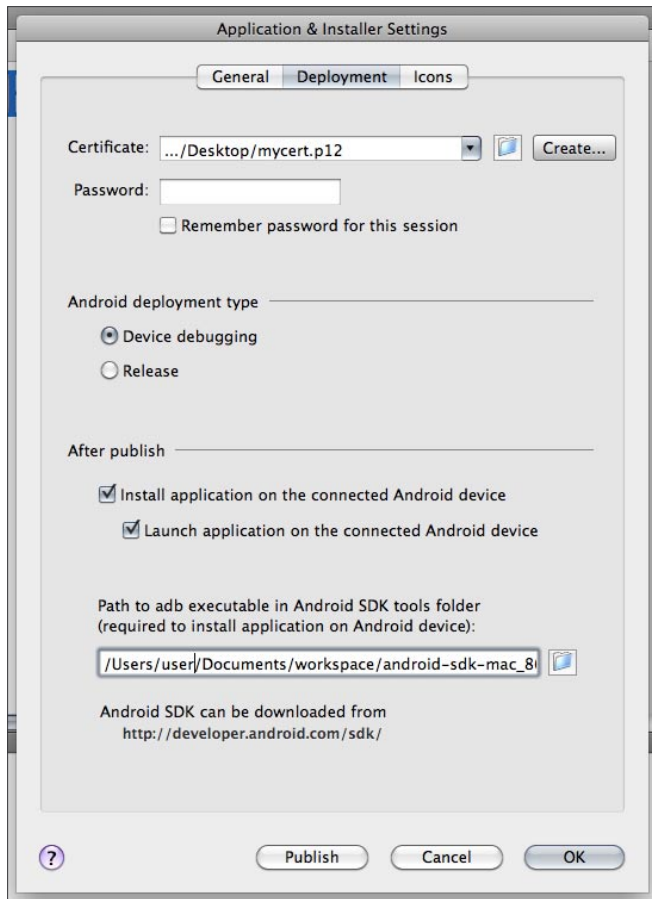 Application & Installer Settings
General Deployment Icons
Certificate: .../Desktop/mycert.p12 Create...
Password:
Remember password for this session
Android deployment type
Device debugging
Release
After publish
Install application on the connected Android device
Launch application on the connected Android device
Path to adb executable in Android SDK tools folder
(required to install application on Android device):
/Users/user/Documents/workspace/android-sdk-mac_8
Android SDK can be downloaded from
http://developer.android.com/sdk/
? Publish Cancel OK